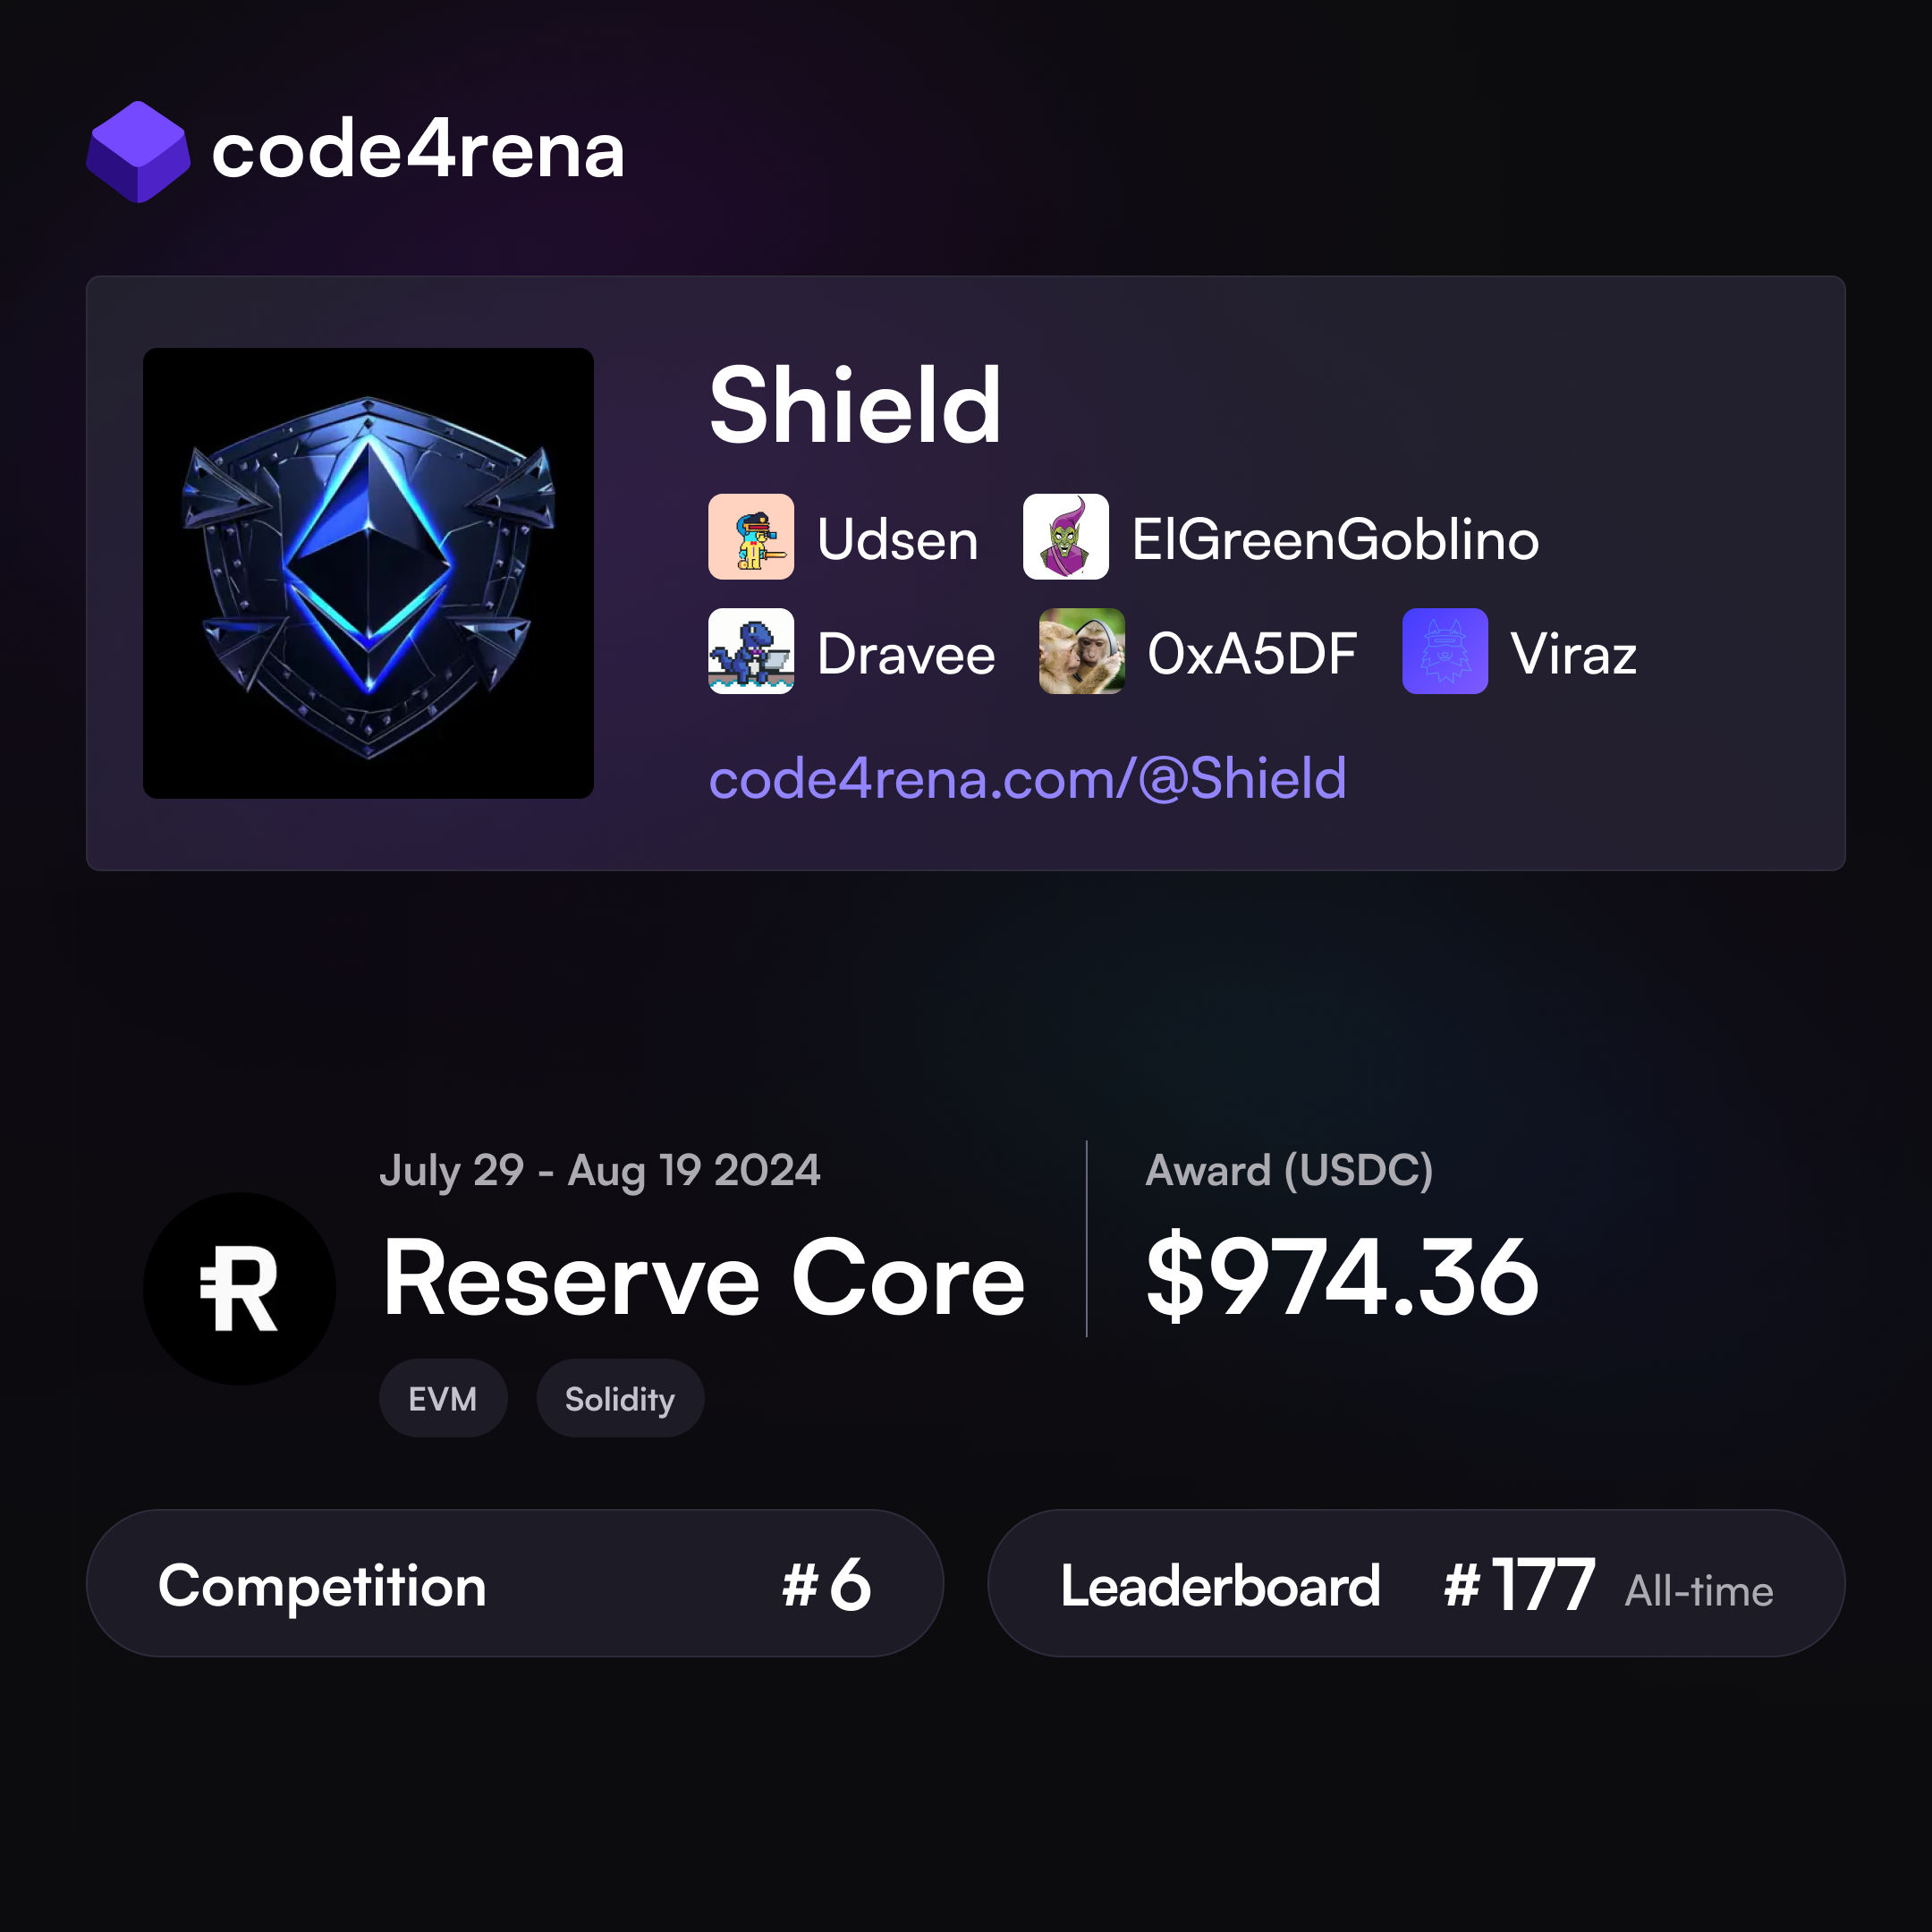 code4rena
Shield
Udsen ElGreenGoblino
Dravee 0xA5DF Viraz
code4rena.com/@Shield
July 29 - Aug 19 2024
Reserve Core
EVM Solidity
Award (USDC)
$974.36
Competition #6
Leaderboard #177 All-time